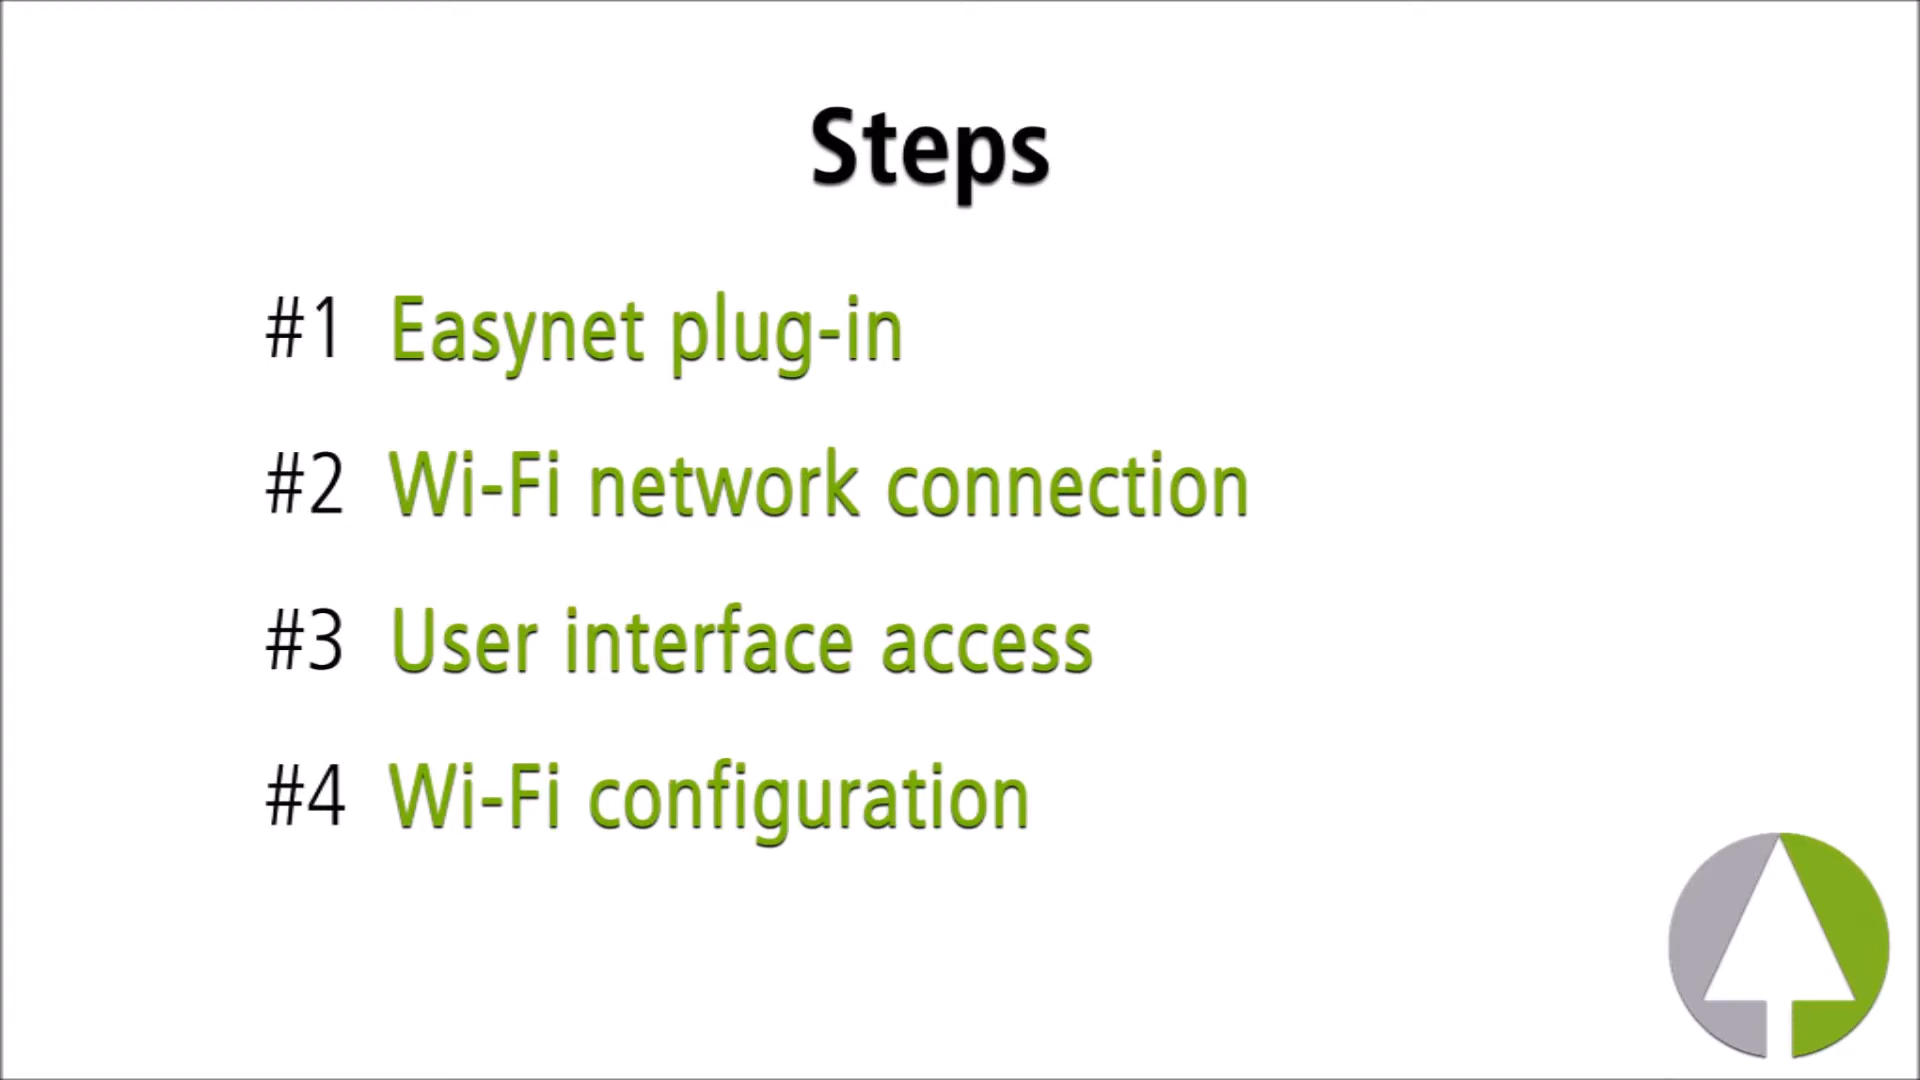 Steps
#1 Easynet plug-in
#2 Wi-Fi network connection
#3 User interface access
#4 Wi-Fi configuration